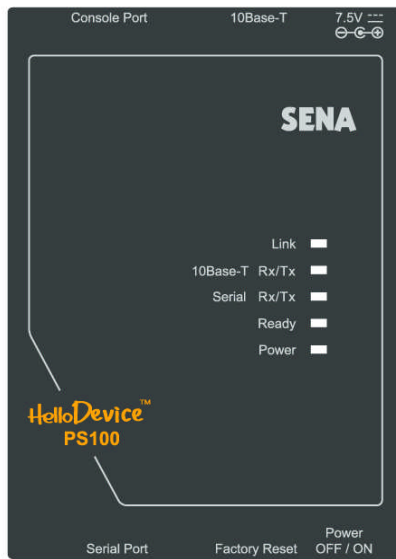 Console Port 10Base-T 7.5V
SENA
Link
10Base-T Rx/Tx
Serial Rx/Tx
Ready
Power
HelloDevice™
PS100
Serial Port Factory Reset Power
OFF / ON